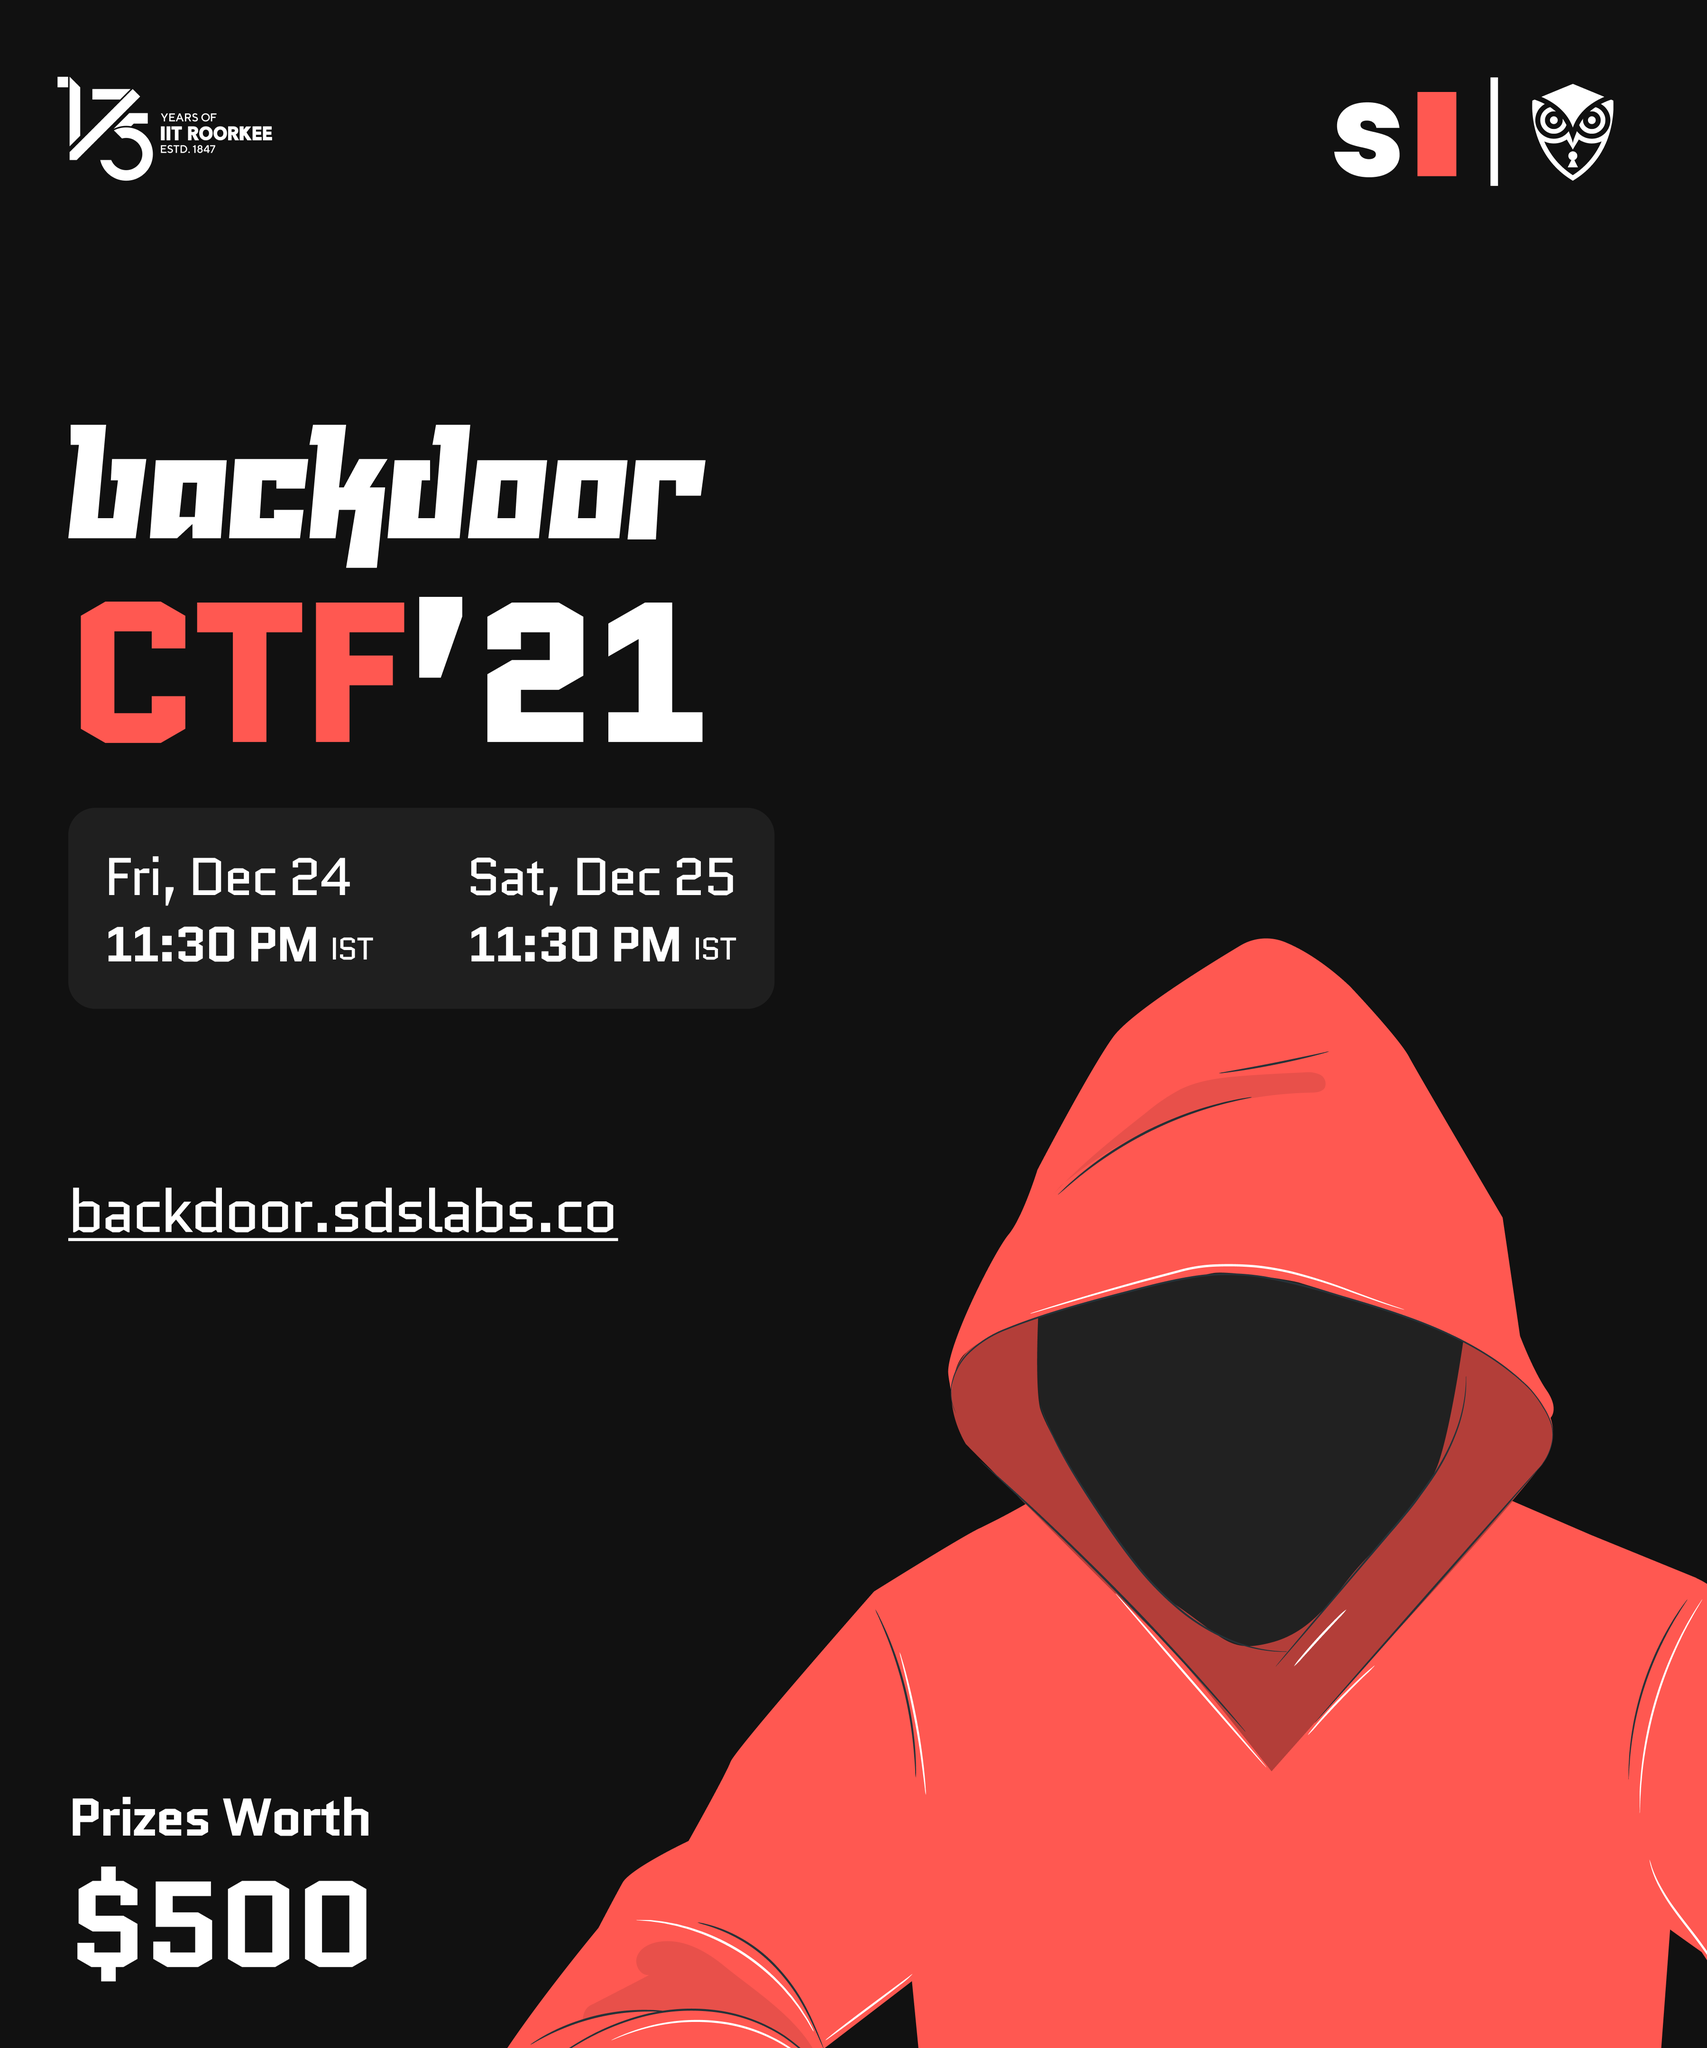 175
YEARS OF
IIT ROORKEE
ESTD. 1847
S
backdoor
CTF'21
Fri, Dec 24
11:30 PM IST
Sat, Dec 25
11:30 PM IST
backdoor.sdslabs.co
Prizes Worth
$500